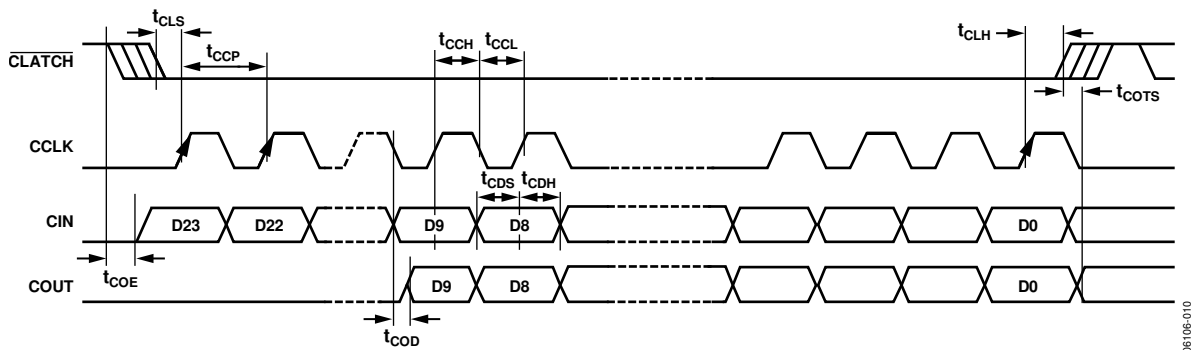 tCLS
tCCP
tCCH
tCCL
tCLH
CLATCH
tCOTS
CCLK
tCDS
tCDH
CIN
D23
D22
D9
D8
D0
tCOE
COUT
D9
D8
D0
tCOD
06106-010